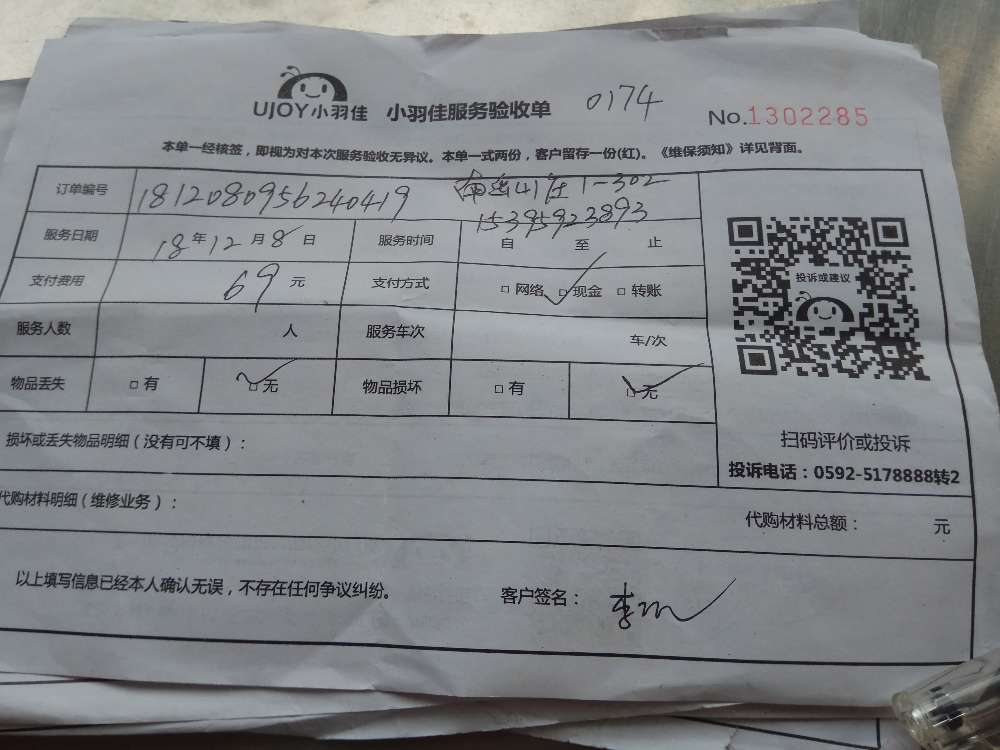 UJOY小羽佳 小羽佳服务验收单 0174 No.1302285
本单一经核签，即视为对本次服务验收无异议。本单一式两份，客户留存一份(红)。《维保须知》详见背面。
订单编号 1812080956240419 1-302
15395923893
服务日期 18年12月8日 服务时间 自 至 止
支付费用 69元 支付方式 □网络 □现金 □转账
服务人数 人 服务车次 车/次
物品丢失 □有 □无 物品损坏 □有 □无
投诉或建议
扫码评价或投诉
投诉电话：0592-5178888转2
损坏或丢失物品明细（没有可不填）：
代购材料明细（维修业务）： 代购材料总额： 元
以上填写信息已经本人确认无误，不存在任何争议纠纷。 客户签名：